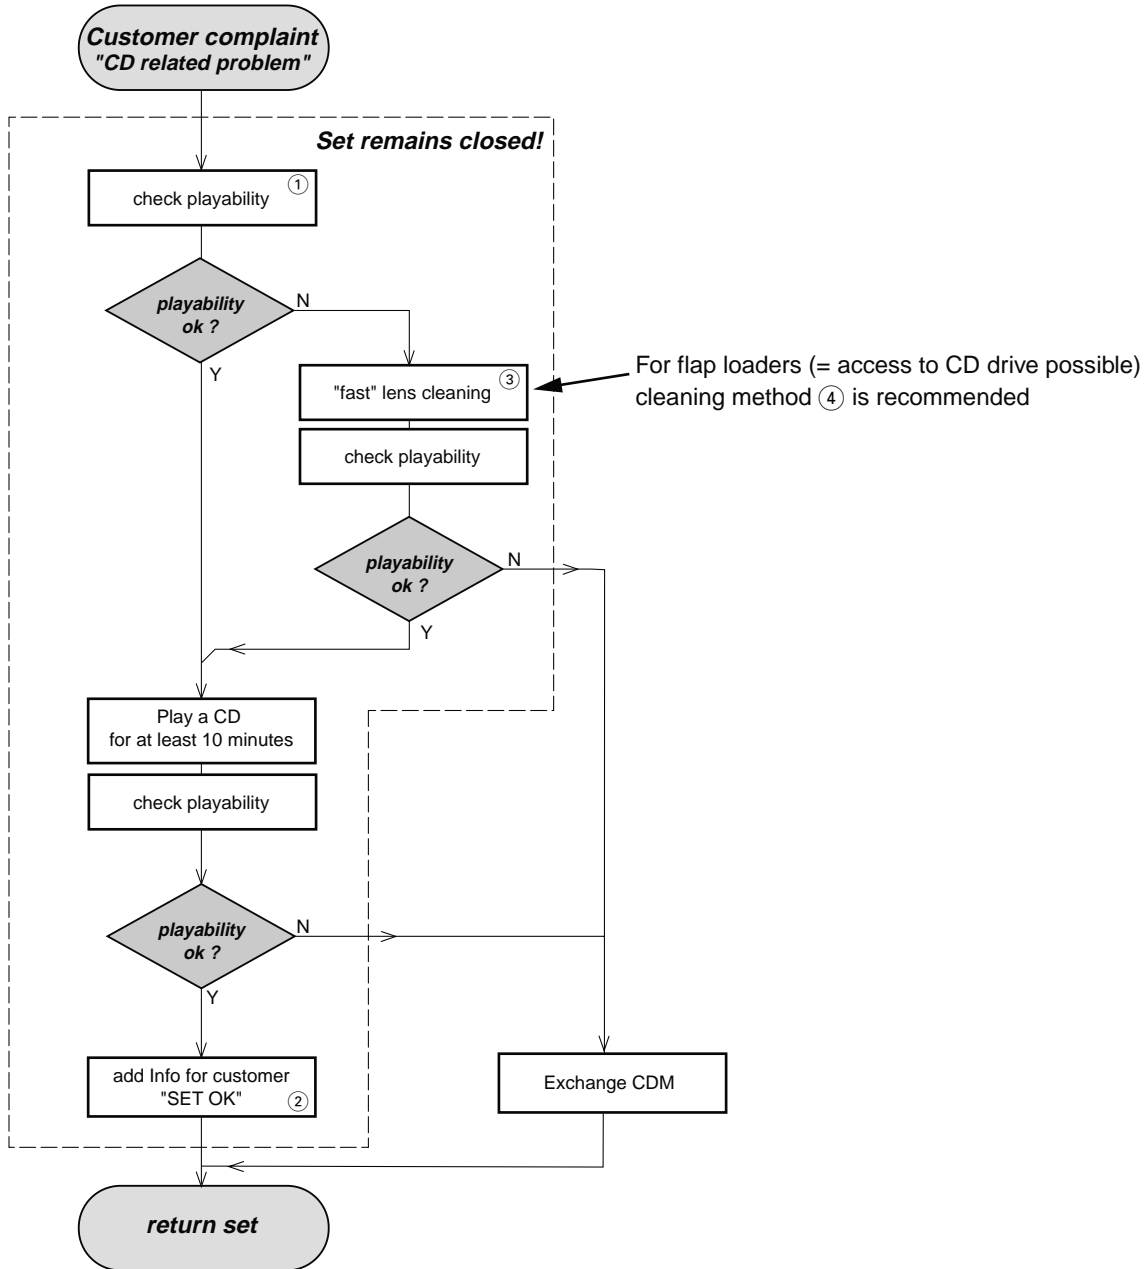 Customer complaint
"CD related problem"
Set remains closed!
check playability ①
playability
ok ?
N
Y
"fast" lens cleaning ③
For flap loaders (= access to CD drive possible)
cleaning method ④ is recommended
check playability
playability
ok ?
N
Y
Play a CD
for at least 10 minutes
check playability
playability
ok ?
N
Y
add Info for customer
"SET OK" ②
Exchange CDM
return set